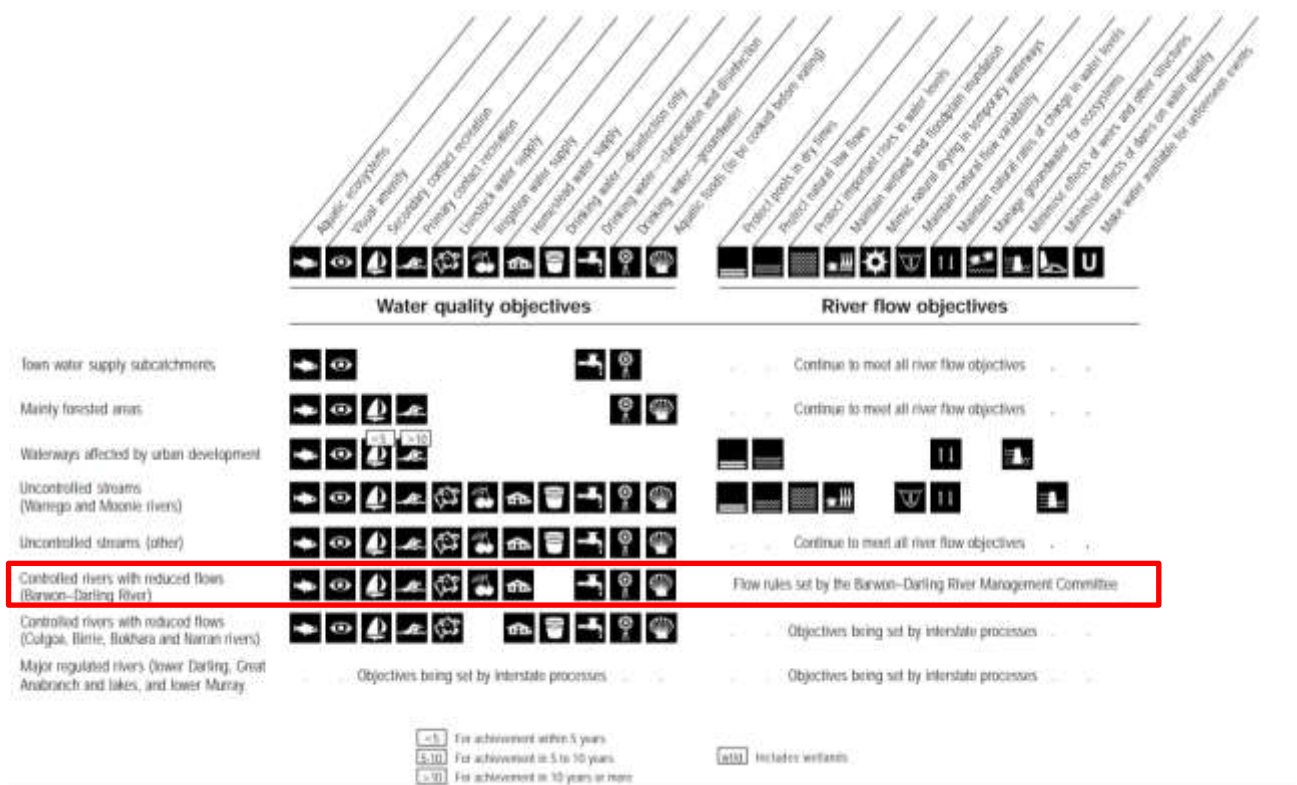 Aquatic ecosystems
Visual amenity
Secondary contact recreation
Primary contact recreation
Livestock water supply
Irrigation water supply
Homestead water supply
Drinking water—disinfection only
Drinking water—clarification and disinfection
Drinking water—groundwater
Aquatic foods (to be cooked before eating)
Protect pools in dry times
Protect natural low flows
Protect important rises in water levels
Maintain wetland and floodplain inundation
Mimic natural drying in temporary waterways
Maintain natural flow variability
Maintain natural rates of change in water levels
Manage groundwater for ecosystems
Minimise effects of weirs and other structures
Minimise effects of dams on water quality
Make water available for unforeseen events
U
Water quality objectives
River flow objectives
Town water supply subcatchments
Continue to meet all river flow objectives
Mainly forested areas
Continue to meet all river flow objectives
<5 >10
Waterways affected by urban development
Uncontrolled streams
(Warrego and Moonie rivers)
Uncontrolled streams (other)
Continue to meet all river flow objectives
Controlled rivers with reduced flows
(Barwon–Darling River)
Flow rules set by the Barwon–Darling River Management Committee
Controlled rivers with reduced flows
(Culgoa, Birrie, Bokhara and Narran rivers)
Objectives being set by interstate processes
Major regulated rivers (lower Darling, Great
Anabranch and lakes, and lower Murray
Objectives being set by interstate processes
Objectives being set by interstate processes
<5 For achievement within 5 years
5-10 For achievement in 5 to 10 years
>10 For achievement in 10 years or more
wtld Includes wetlands